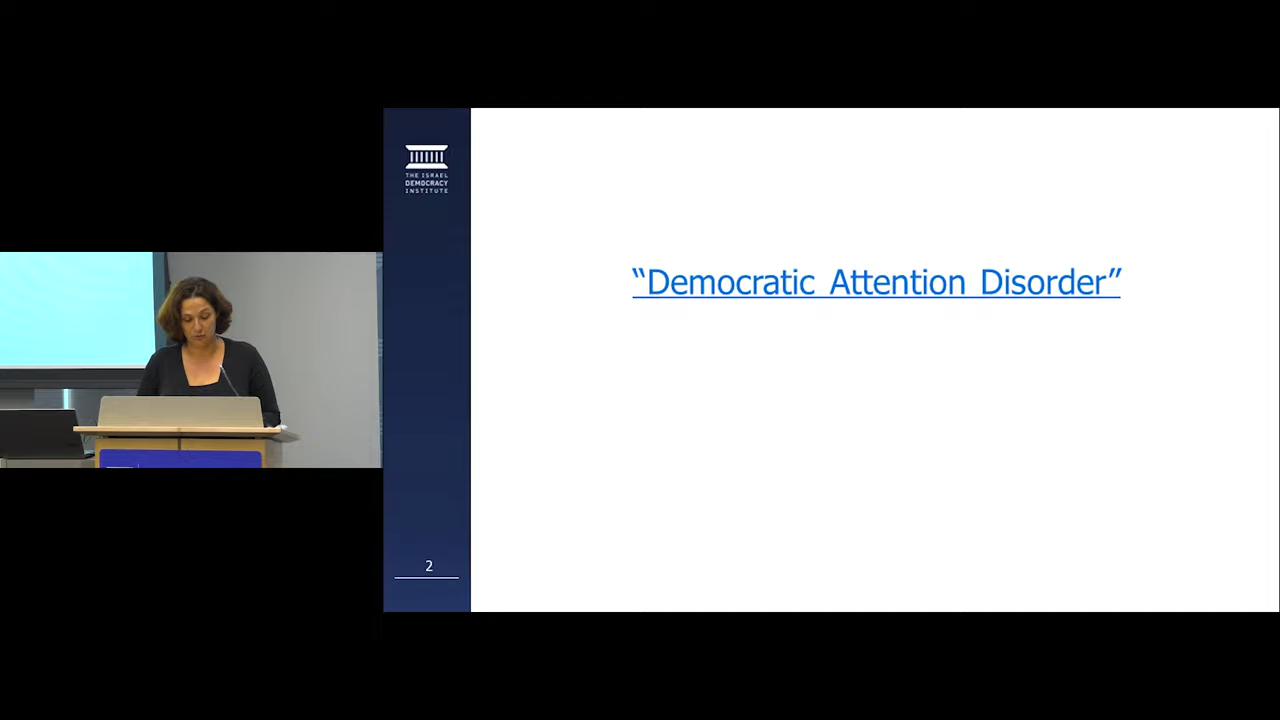 THE ISRAEL
DEMOCRACY
INSTITUTE
“Democratic Attention Disorder”
2